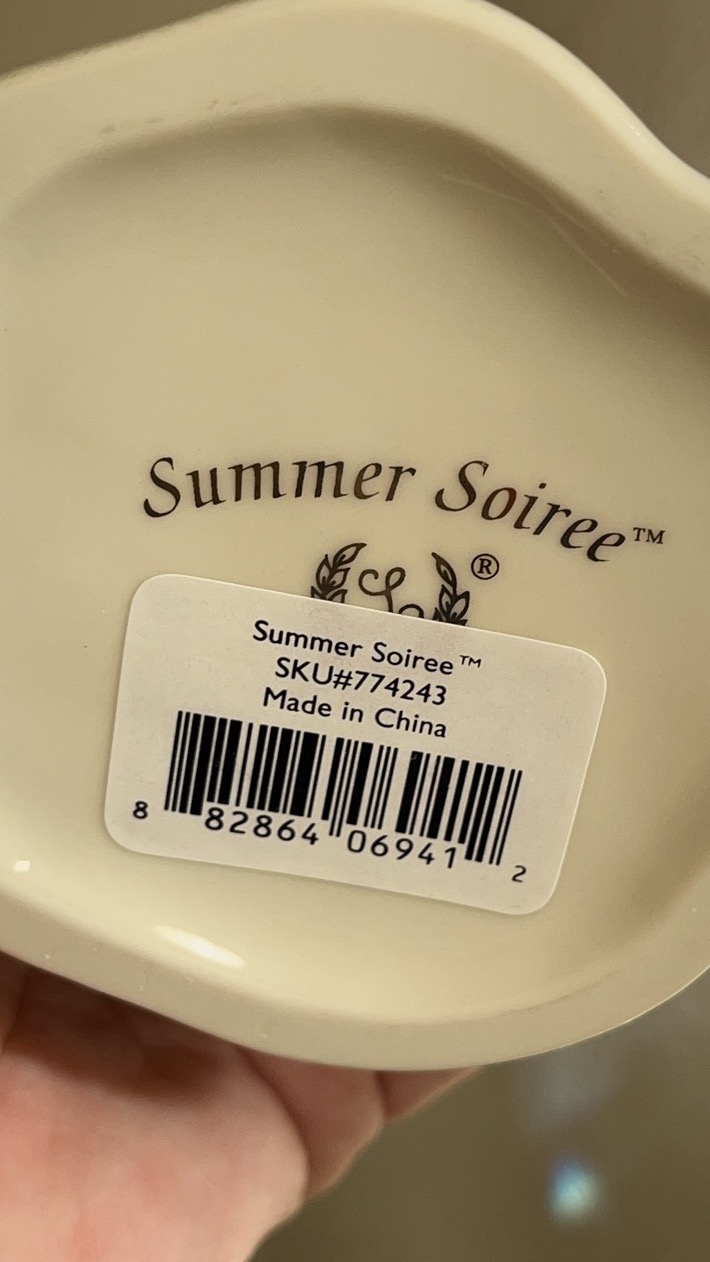 Summer Soiree™
®
Summer Soiree™
SKU#774243
Made in China
8 82864 06941 2